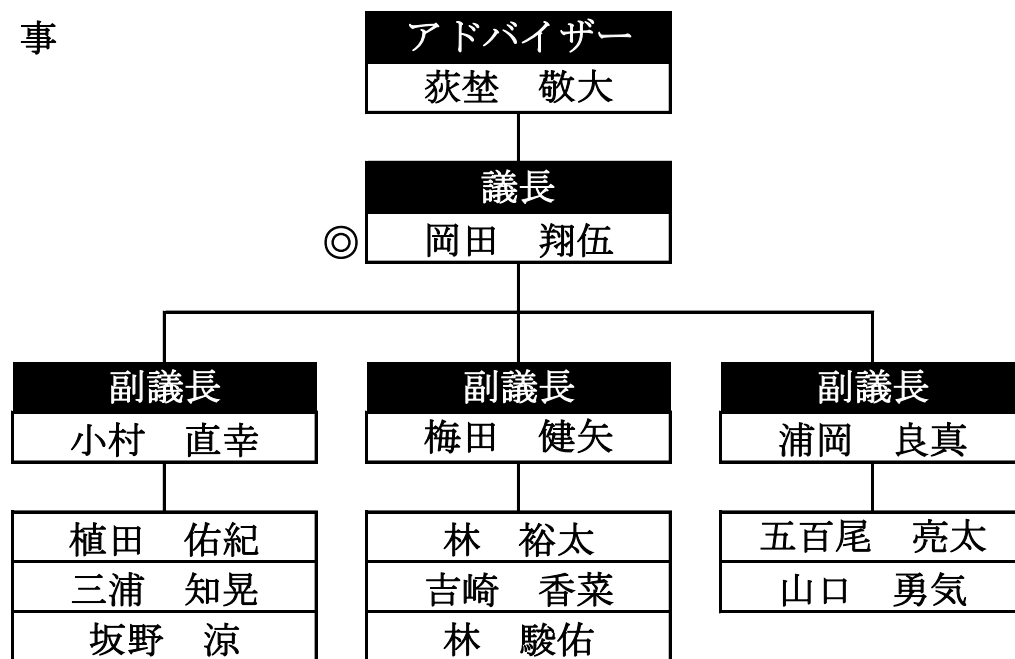 事
アドバイザー
荻埜　敬大
議長
◎ 岡田　翔伍
副議長
小村　直幸
植田　佑紀
三浦　知晃
坂野　涼
副議長
梅田　健矢
林　裕太
吉崎　香菜
林　駿佑
副議長
浦岡　良真
五百尾　亮太
山口　勇気